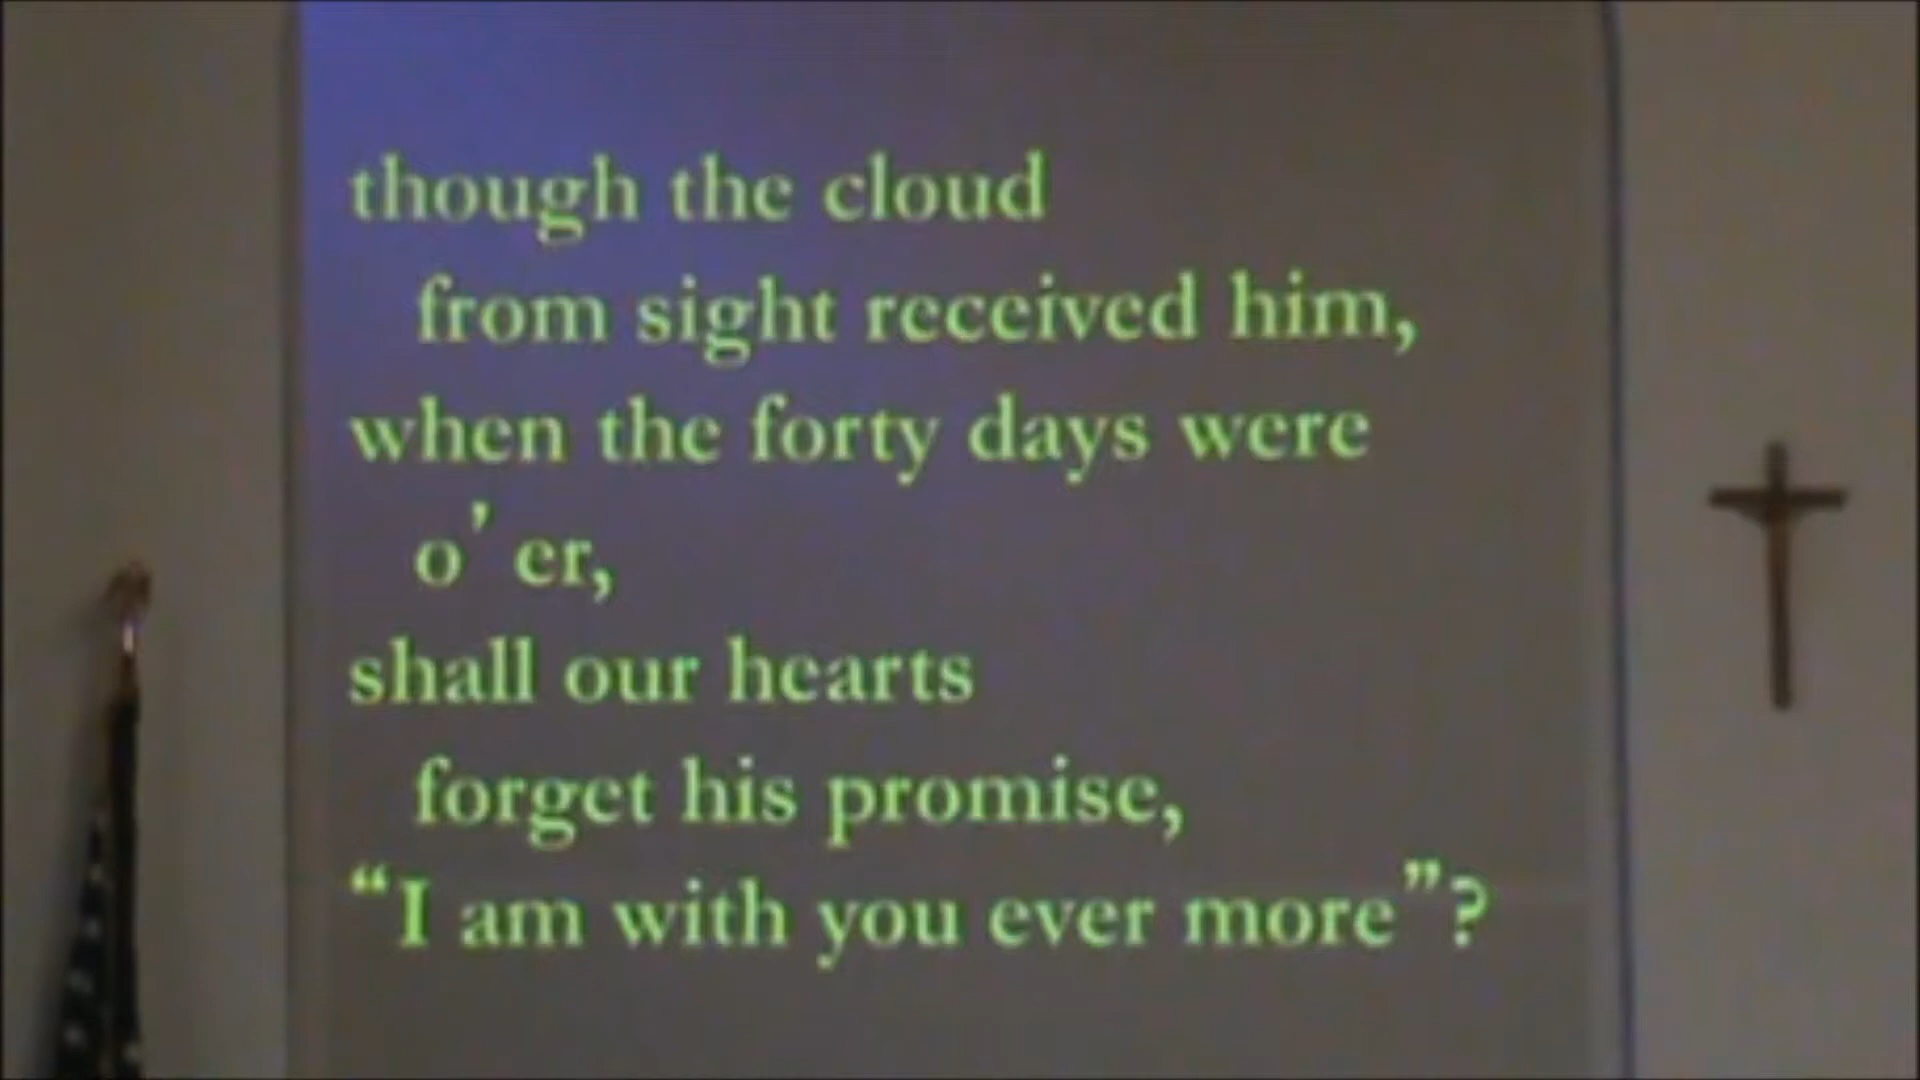 though the cloud
from sight received him,
when the forty days were
o' er,
shall our hearts
forget his promise,
“I am with you ever more”?